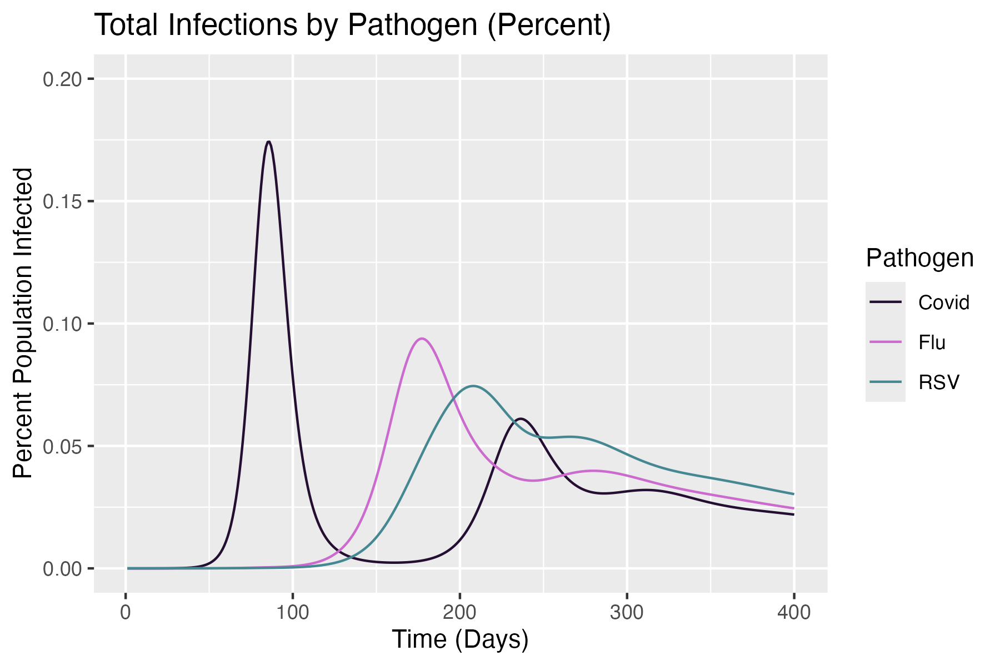 Total Infections by Pathogen (Percent)
Percent Population Infected
0.20
0.15
0.10
0.05
0.00
0 100 200 300 400
Time (Days)
Pathogen
Covid
Flu
RSV